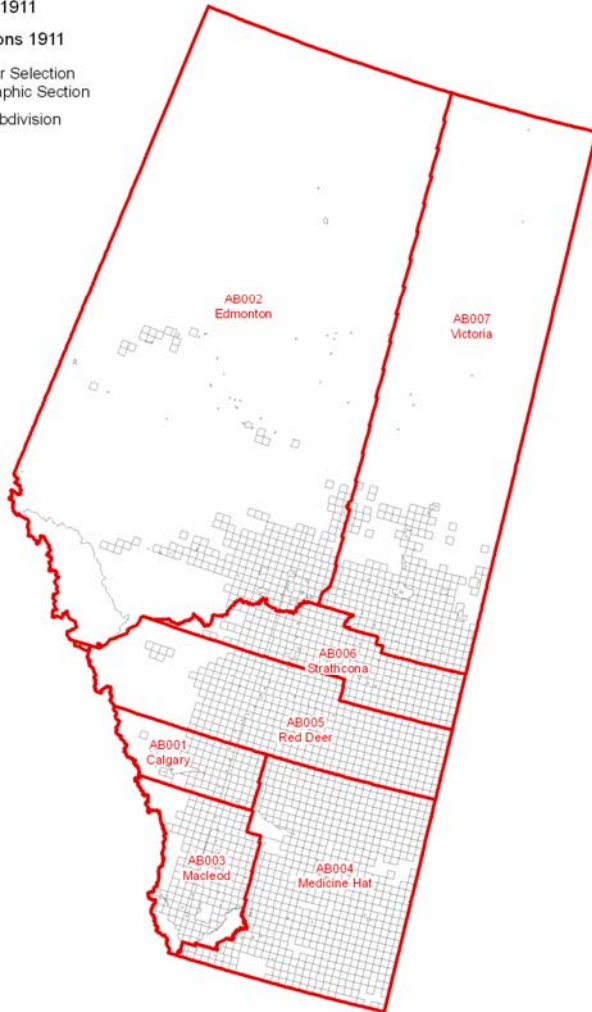 1911
ons 1911
r Selection
aphic Section
bdivision
AB002
Edmonton
AB007
Victoria
AB006
Strathcona
AB005
Red Deer
AB001
Calgary
AB003
Macleod
AB004
Medicine Hat